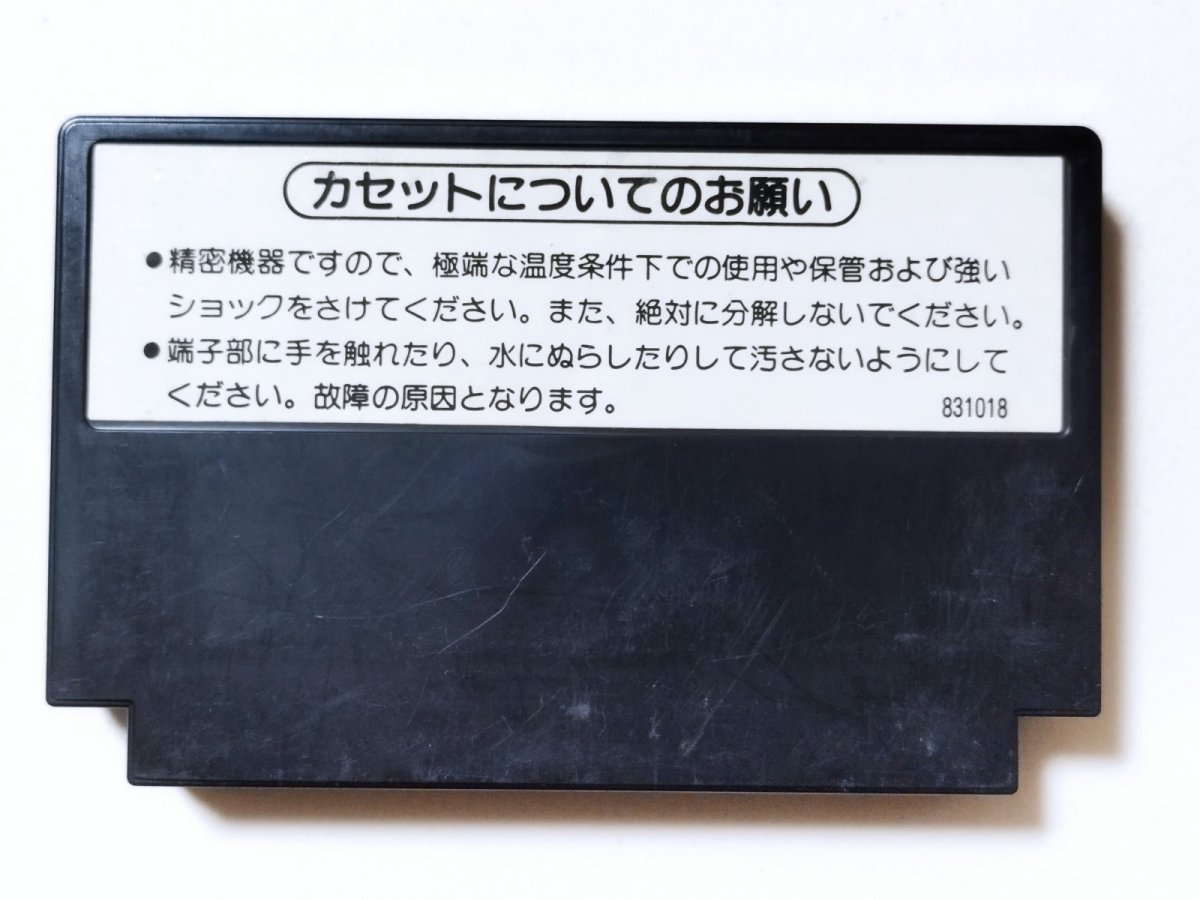 カセットについてのお願い
●精密機器ですので、極端な温度条件下での使用や保管および強い
ショックをさけてください。また、絶対に分解しないでください。
●端子部に手を触れたり、水にぬらしたりして汚さないようにして
ください。故障の原因となります。
831018